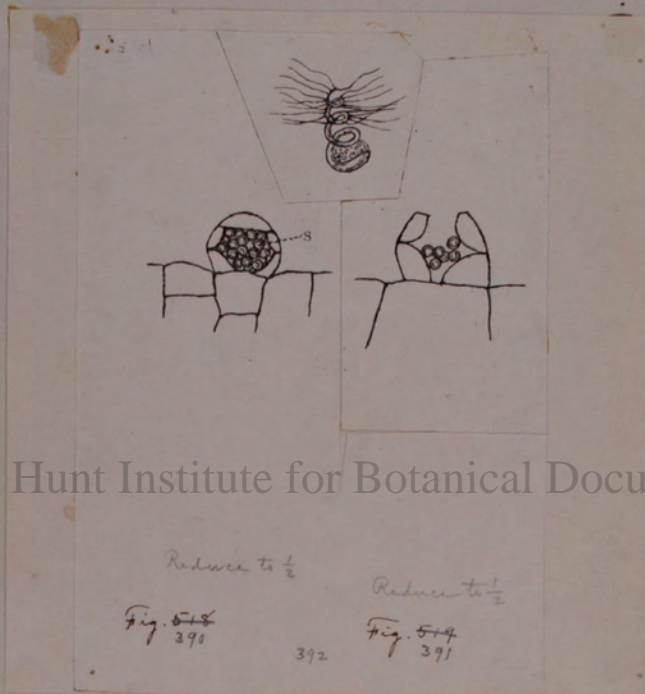 S
Hunt Institute for Botanical Docu
Reduce to 1/2
Reduce to 1/2
Fig. 518
390
Fig. 519
391
392